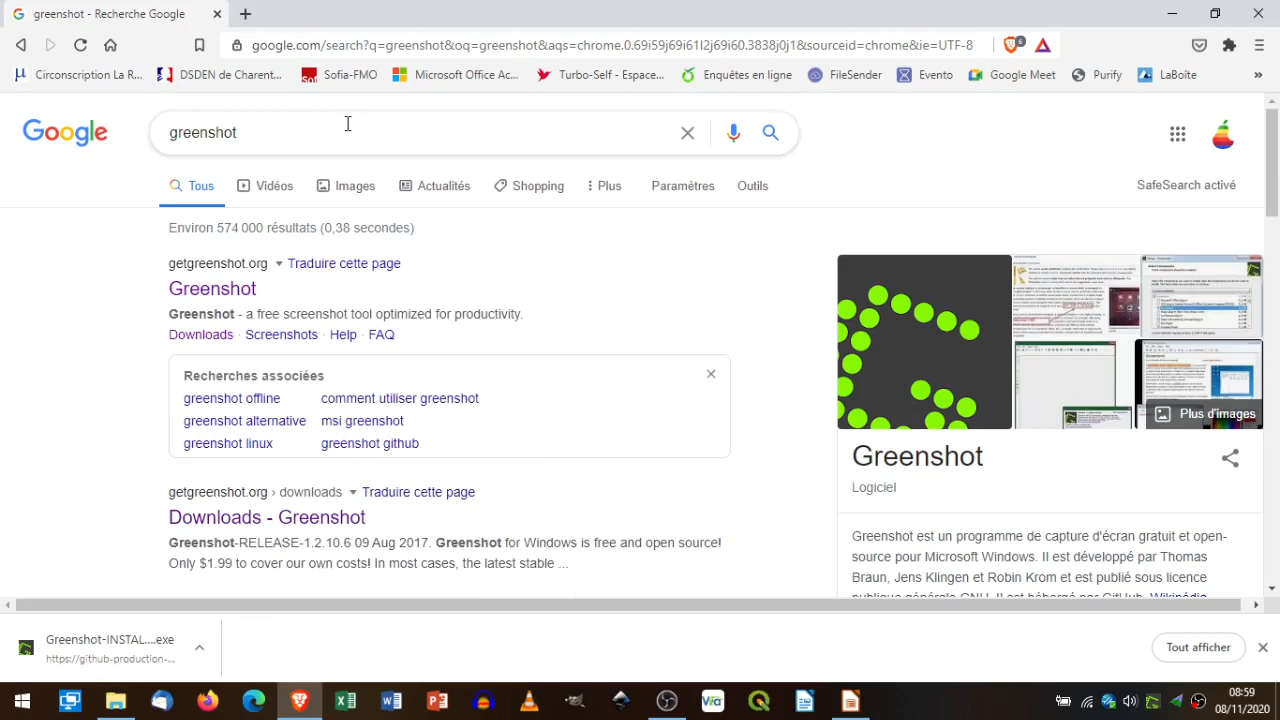 greenshot - Recherche Google
google.com/search?q=greenshot&oq=greenshot&aqs=chrome.0.69i59j69i61l2j69i60.3838j0j1&sourceid=chrome&ie=UTF-8
6
Circonscription La R... DSDEN de Charent... Sofia-FMO Microsoft Office Ac... Turbo-Self - Espace... Enquêtes en ligne FileSender Evento Google Meet Purify LaBoîte
Google
greenshot
Tous Vidéos Images Actualités Shopping Plus Paramètres Outils SafeSearch activé
Environ 574 000 résultats (0,38 secondes)
getgreenshot.org Traduire cette page
Greenshot
Greenshot - a free screenshot tool optimized for productivity.
Downloads · Screenshots · Help · FAQ
Recherches associées
greenshot offline comment utiliser greenshot
greenshot alternative msi greenshot
greenshot linux greenshot github
getgreenshot.org › downloads Traduire cette page
Downloads - Greenshot
Greenshot-RELEASE-1.2.10.6 09 Aug 2017. Greenshot for Windows is free and open source!
Only $1.99 to cover our own costs! In most cases, the latest stable ...
Plus d'images
Greenshot
Logiciel
Greenshot est un programme de capture d'écran gratuit et open-
source pour Microsoft Windows. Il est développé par Thomas
Braun, Jens Klingen et Robin Krom et est publié sous licence
publique générale GNU. Il est hébergé par GitHub. Wikipédia
Greenshot-INSTAL....exe
https://github-production-...
Tout afficher
08:59
08/11/2020